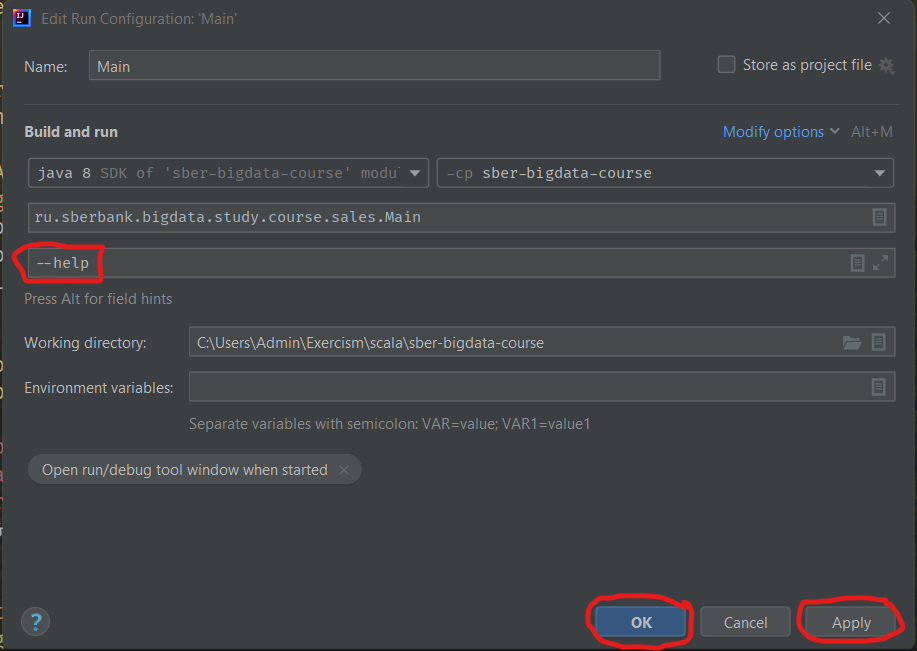 Edit Run Configuration: 'Main'
Name: Main Store as project file
Build and run Modify options Alt+M
java 8 SDK of 'sber-bigdata-course' modu -cp sber-bigdata-course
ru.sberbank.bigdata.study.course.sales.Main
--help
Press Alt for field hints
Working directory: C:\Users\Admin\Exercism\scala\sber-bigdata-course
Environment variables:
Separate variables with semicolon: VAR=value; VAR1=value1
Open run/debug tool window when started
? OK Cancel Apply